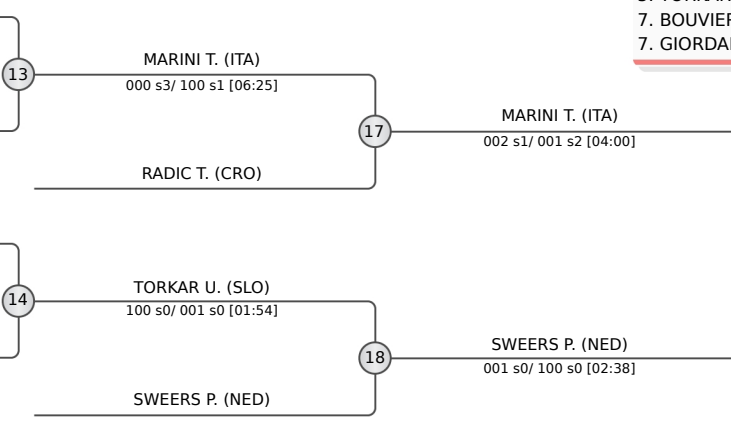 7. BOUVIER
7. GIORDA
13
MARINI T. (ITA)
000 s3/ 100 s1 [06:25]
17
MARINI T. (ITA)
002 s1/ 001 s2 [04:00]
RADIC T. (CRO)
14
TORKAR U. (SLO)
100 s0/ 001 s0 [01:54]
18
SWEERS P. (NED)
001 s0/ 100 s0 [02:38]
SWEERS P. (NED)